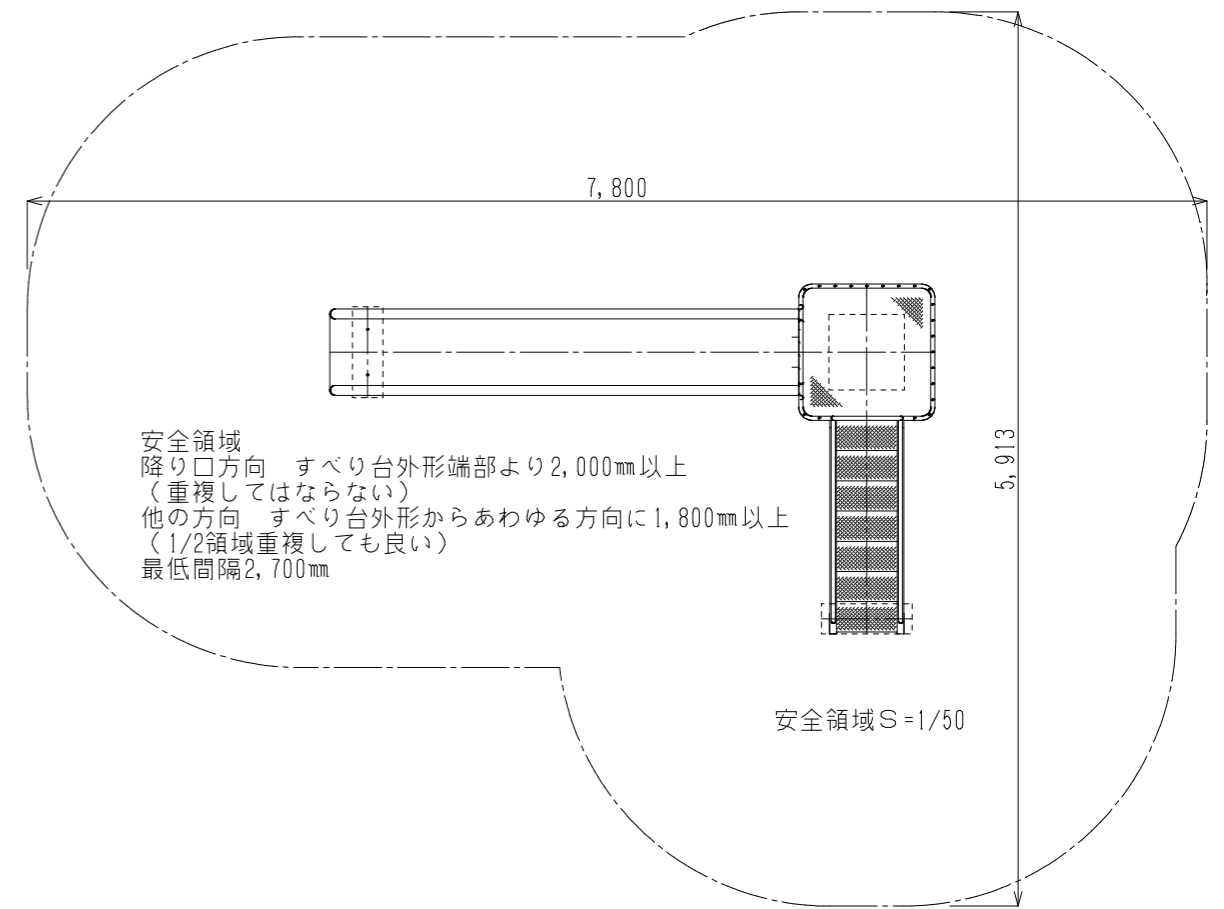 7,800
5,913
安全領域
降り口方向　すべり台外形端部より2,000㎜以上
（重複してはならない）
他の方向　すべり台外形からあわゆる方向に1,800㎜以上
（1/2領域重複しても良い）
最低間隔2,700㎜
安全領域Ｓ=1/50